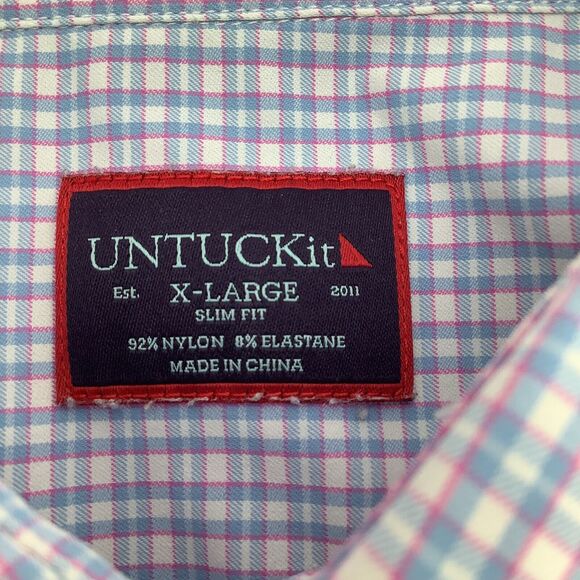 UNTUCKit
Est. X-LARGE 2011
SLIM FIT
92% NYLON 8% ELASTANE
MADE IN CHINA